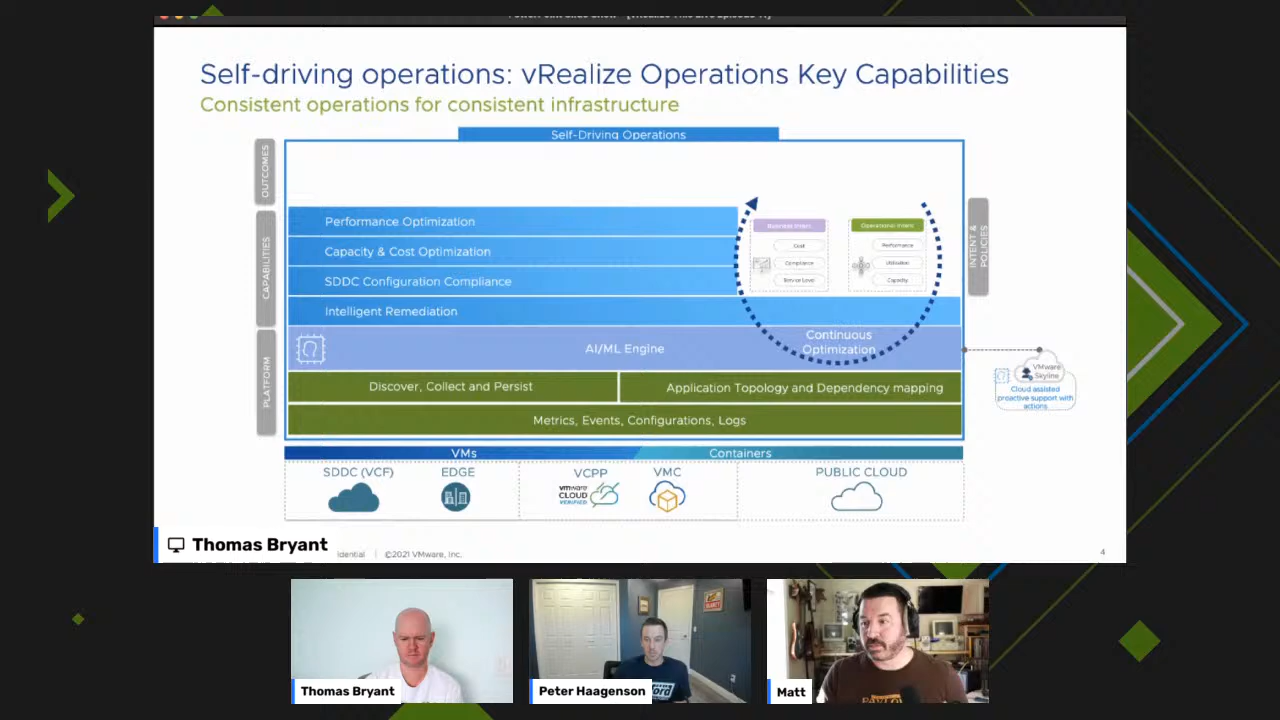 Self-driving operations: vRealize Operations Key Capabilities
Consistent operations for consistent infrastructure
Self-Driving Operations
OUTCOMES
CAPABILITIES
PLATFORM
Performance Optimization
Capacity & Cost Optimization
SDDC Configuration Compliance
Intelligent Remediation
Business Intent
Cost
Compliance
Service Level
Operational Intent
Performance
Utilization
Capacity
INTENT &
POLICIES
AI/ML Engine
Continuous
Optimization
VMware
Skyline
Cloud assisted
proactive support with
actions
Discover, Collect and Persist
Application Topology and Dependency mapping
Metrics, Events, Configurations, Logs
VMs
Containers
SDDC (VCF)
EDGE
VCPP
VMC
PUBLIC CLOUD
vmware
CLOUD
VERIFIED
Thomas Bryant
idential
©2021 VMware, Inc.
4
Thomas Bryant
Peter Haagenson
Matt